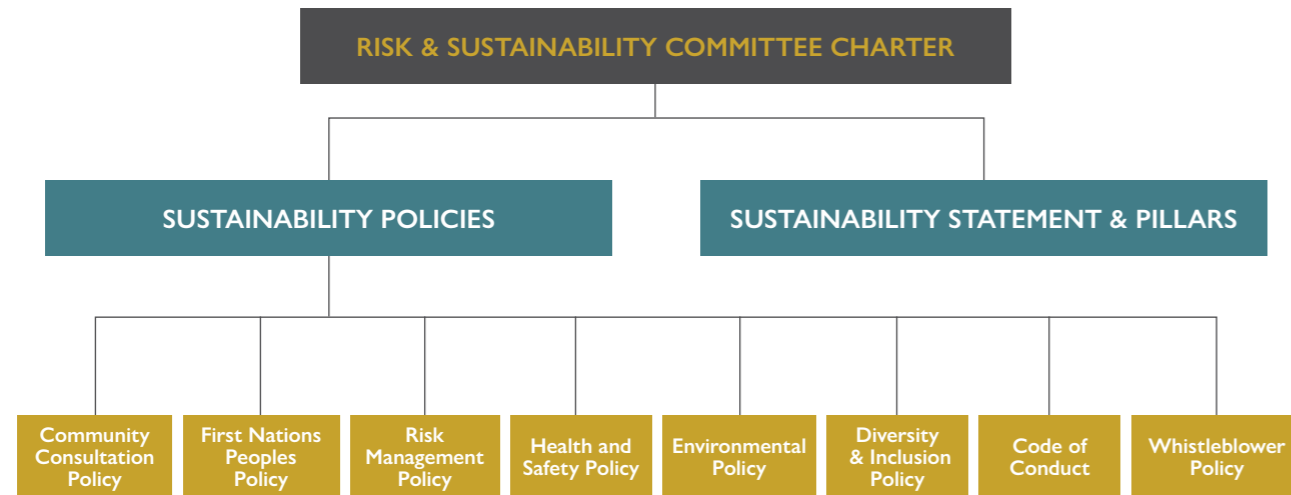 RISK & SUSTAINABILITY COMMITTEE CHARTER
SUSTAINABILITY POLICIES
SUSTAINABILITY STATEMENT & PILLARS
Community
Consultation
Policy
First Nations
Peoples
Policy
Risk
Management
Policy
Health and
Safety Policy
Environmental
Policy
Diversity
& Inclusion
Policy
Code of
Conduct
Whistleblower
Policy